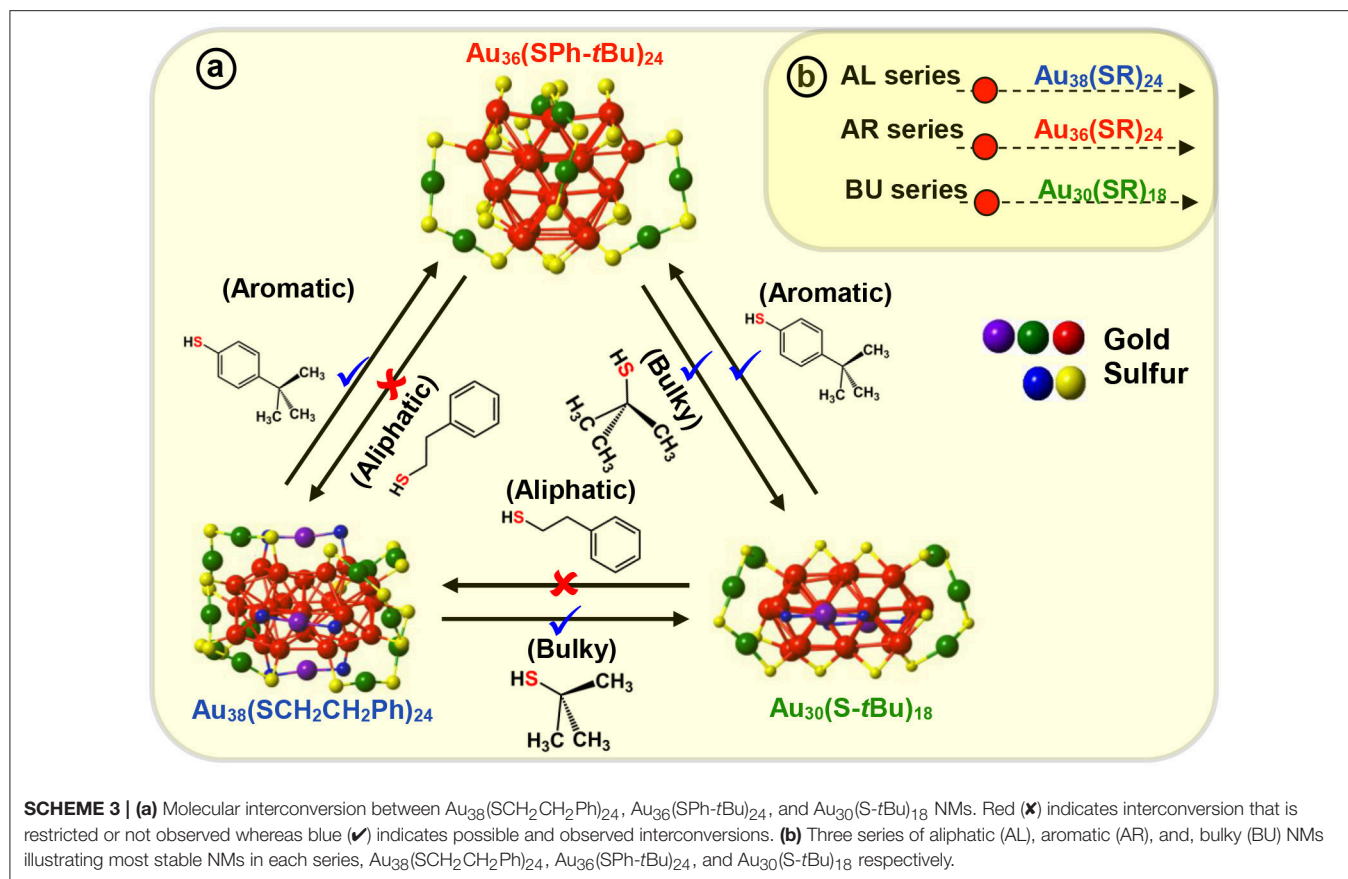 a
Au36(SPh-tBu)24
b
AL series
Au38(SR)24
AR series
Au36(SR)24
BU series
Au30(SR)18
(Aromatic)
HS
CH3
H3C
CH3
✓
✘
(Aliphatic)
HS
(Bulky)
HS
H3C
CH3
CH3
✓
✓
(Aromatic)
HS
CH3
H3C
CH3
Gold
Sulfur
(Aliphatic)
HS
✘
✓
(Bulky)
HS
CH3
H3C
CH3
Au38(SCH2CH2Ph)24
Au30(S-tBu)18
SCHEME 3 | (a) Molecular interconversion between Au38(SCH2CH2Ph)24, Au36(SPh-tBu)24, and Au30(S-tBu)18 NMs. Red (✘) indicates interconversion that is
restricted or not observed whereas blue (✔) indicates possible and observed interconversions. (b) Three series of aliphatic (AL), aromatic (AR), and, bulky (BU) NMs
illustrating most stable NMs in each series, Au38(SCH2CH2Ph)24, Au36(SPh-tBu)24, and Au30(S-tBu)18 respectively.